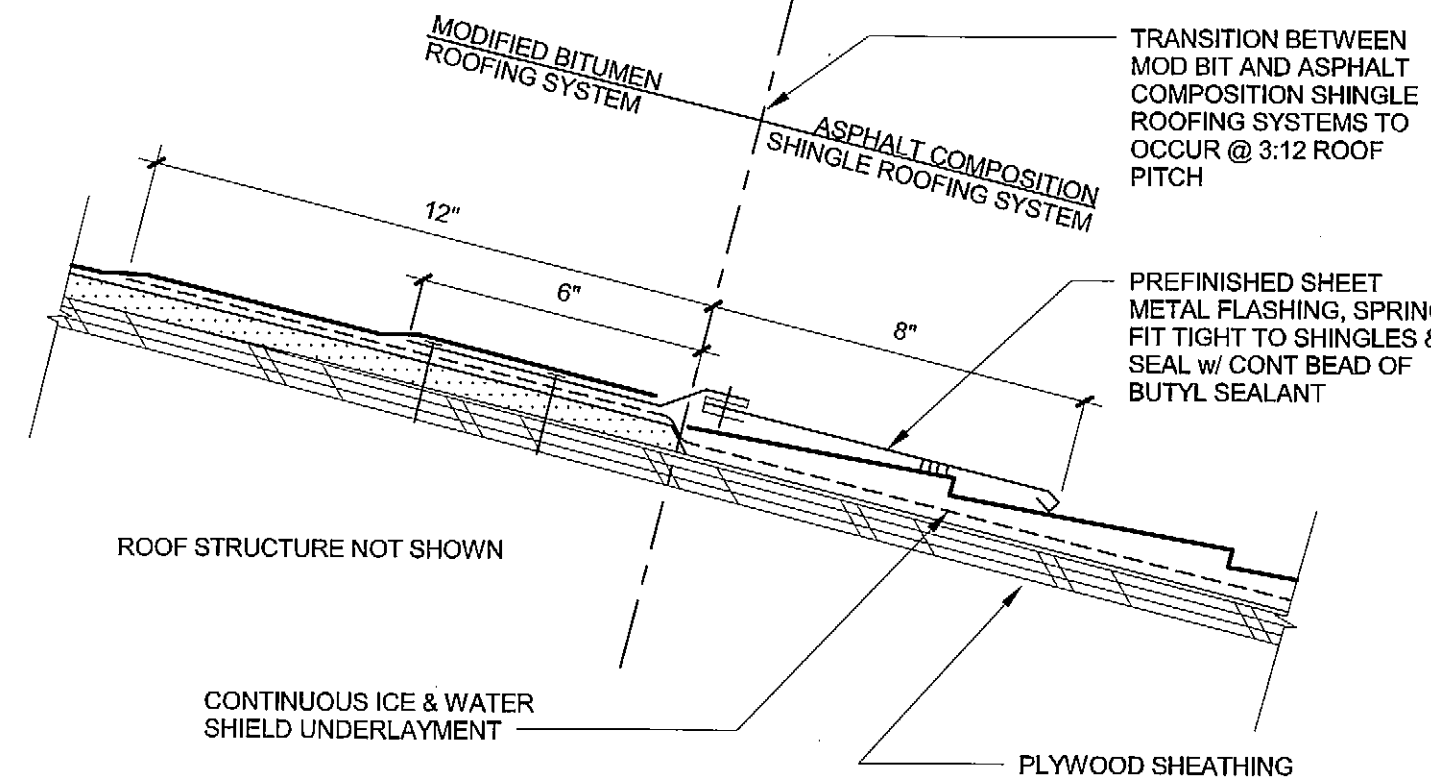 MODIFIED BITUMEN
ROOFING SYSTEM
ASPHALT COMPOSITION
SHINGLE ROOFING SYSTEM
TRANSITION BETWEEN
MOD BIT AND ASPHALT
COMPOSITION SHINGLE
ROOFING SYSTEMS TO
OCCUR @ 3:12 ROOF
PITCH
12"
6"
8"
PREFINISHED SHEET
METAL FLASHING, SPRING
FIT TIGHT TO SHINGLES &
SEAL w/ CONT BEAD OF
BUTYL SEALANT
ROOF STRUCTURE NOT SHOWN
CONTINUOUS ICE & WATER
SHIELD UNDERLAYMENT
PLYWOOD SHEATHING